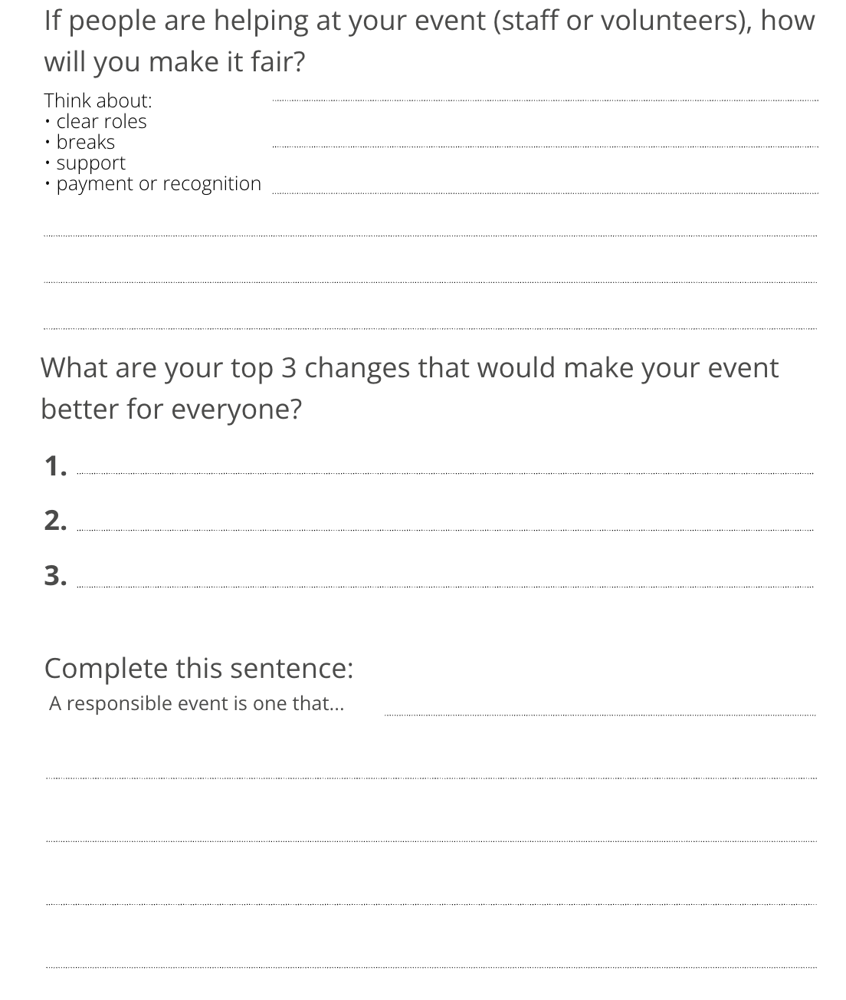 If people are helping at your event (staff or volunteers), how
will you make it fair?
Think about:
• clear roles
• breaks
• support
• payment or recognition
What are your top 3 changes that would make your event
better for everyone?
1.
2.
3.
Complete this sentence:
A responsible event is one that...